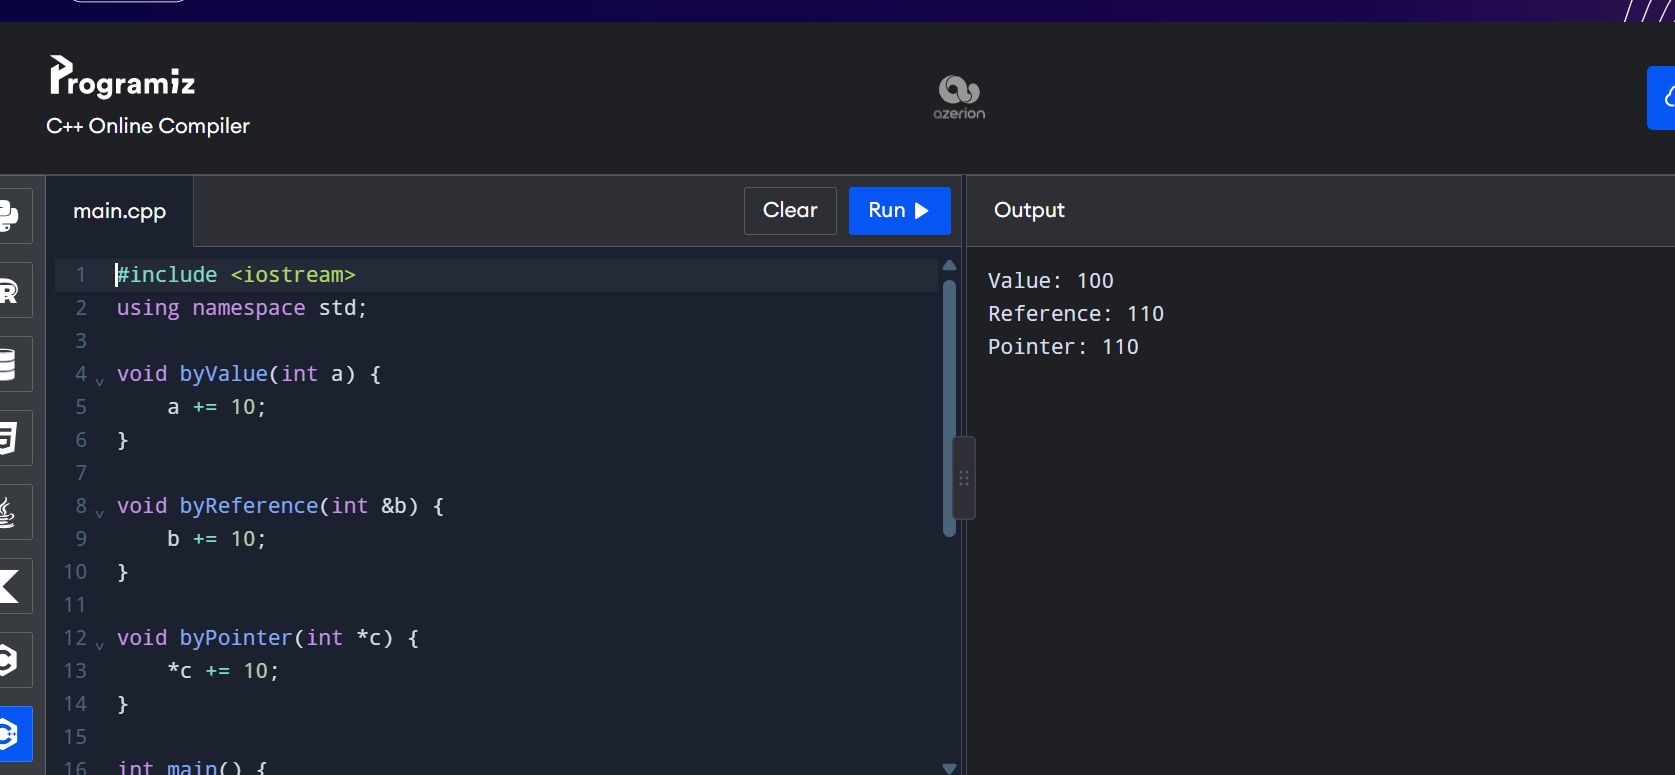 Programiz
C++ Online Compiler
azerion
main.cpp
Clear
Run
Output
1 #include <iostream>
2 using namespace std;
3
4 void byValue(int a) {
5     a += 10;
6 }
7
8 void byReference(int &b) {
9     b += 10;
10 }
11
12 void byPointer(int *c) {
13     *c += 10;
14 }
15
16 int main() {
Value: 100
Reference: 110
Pointer: 110